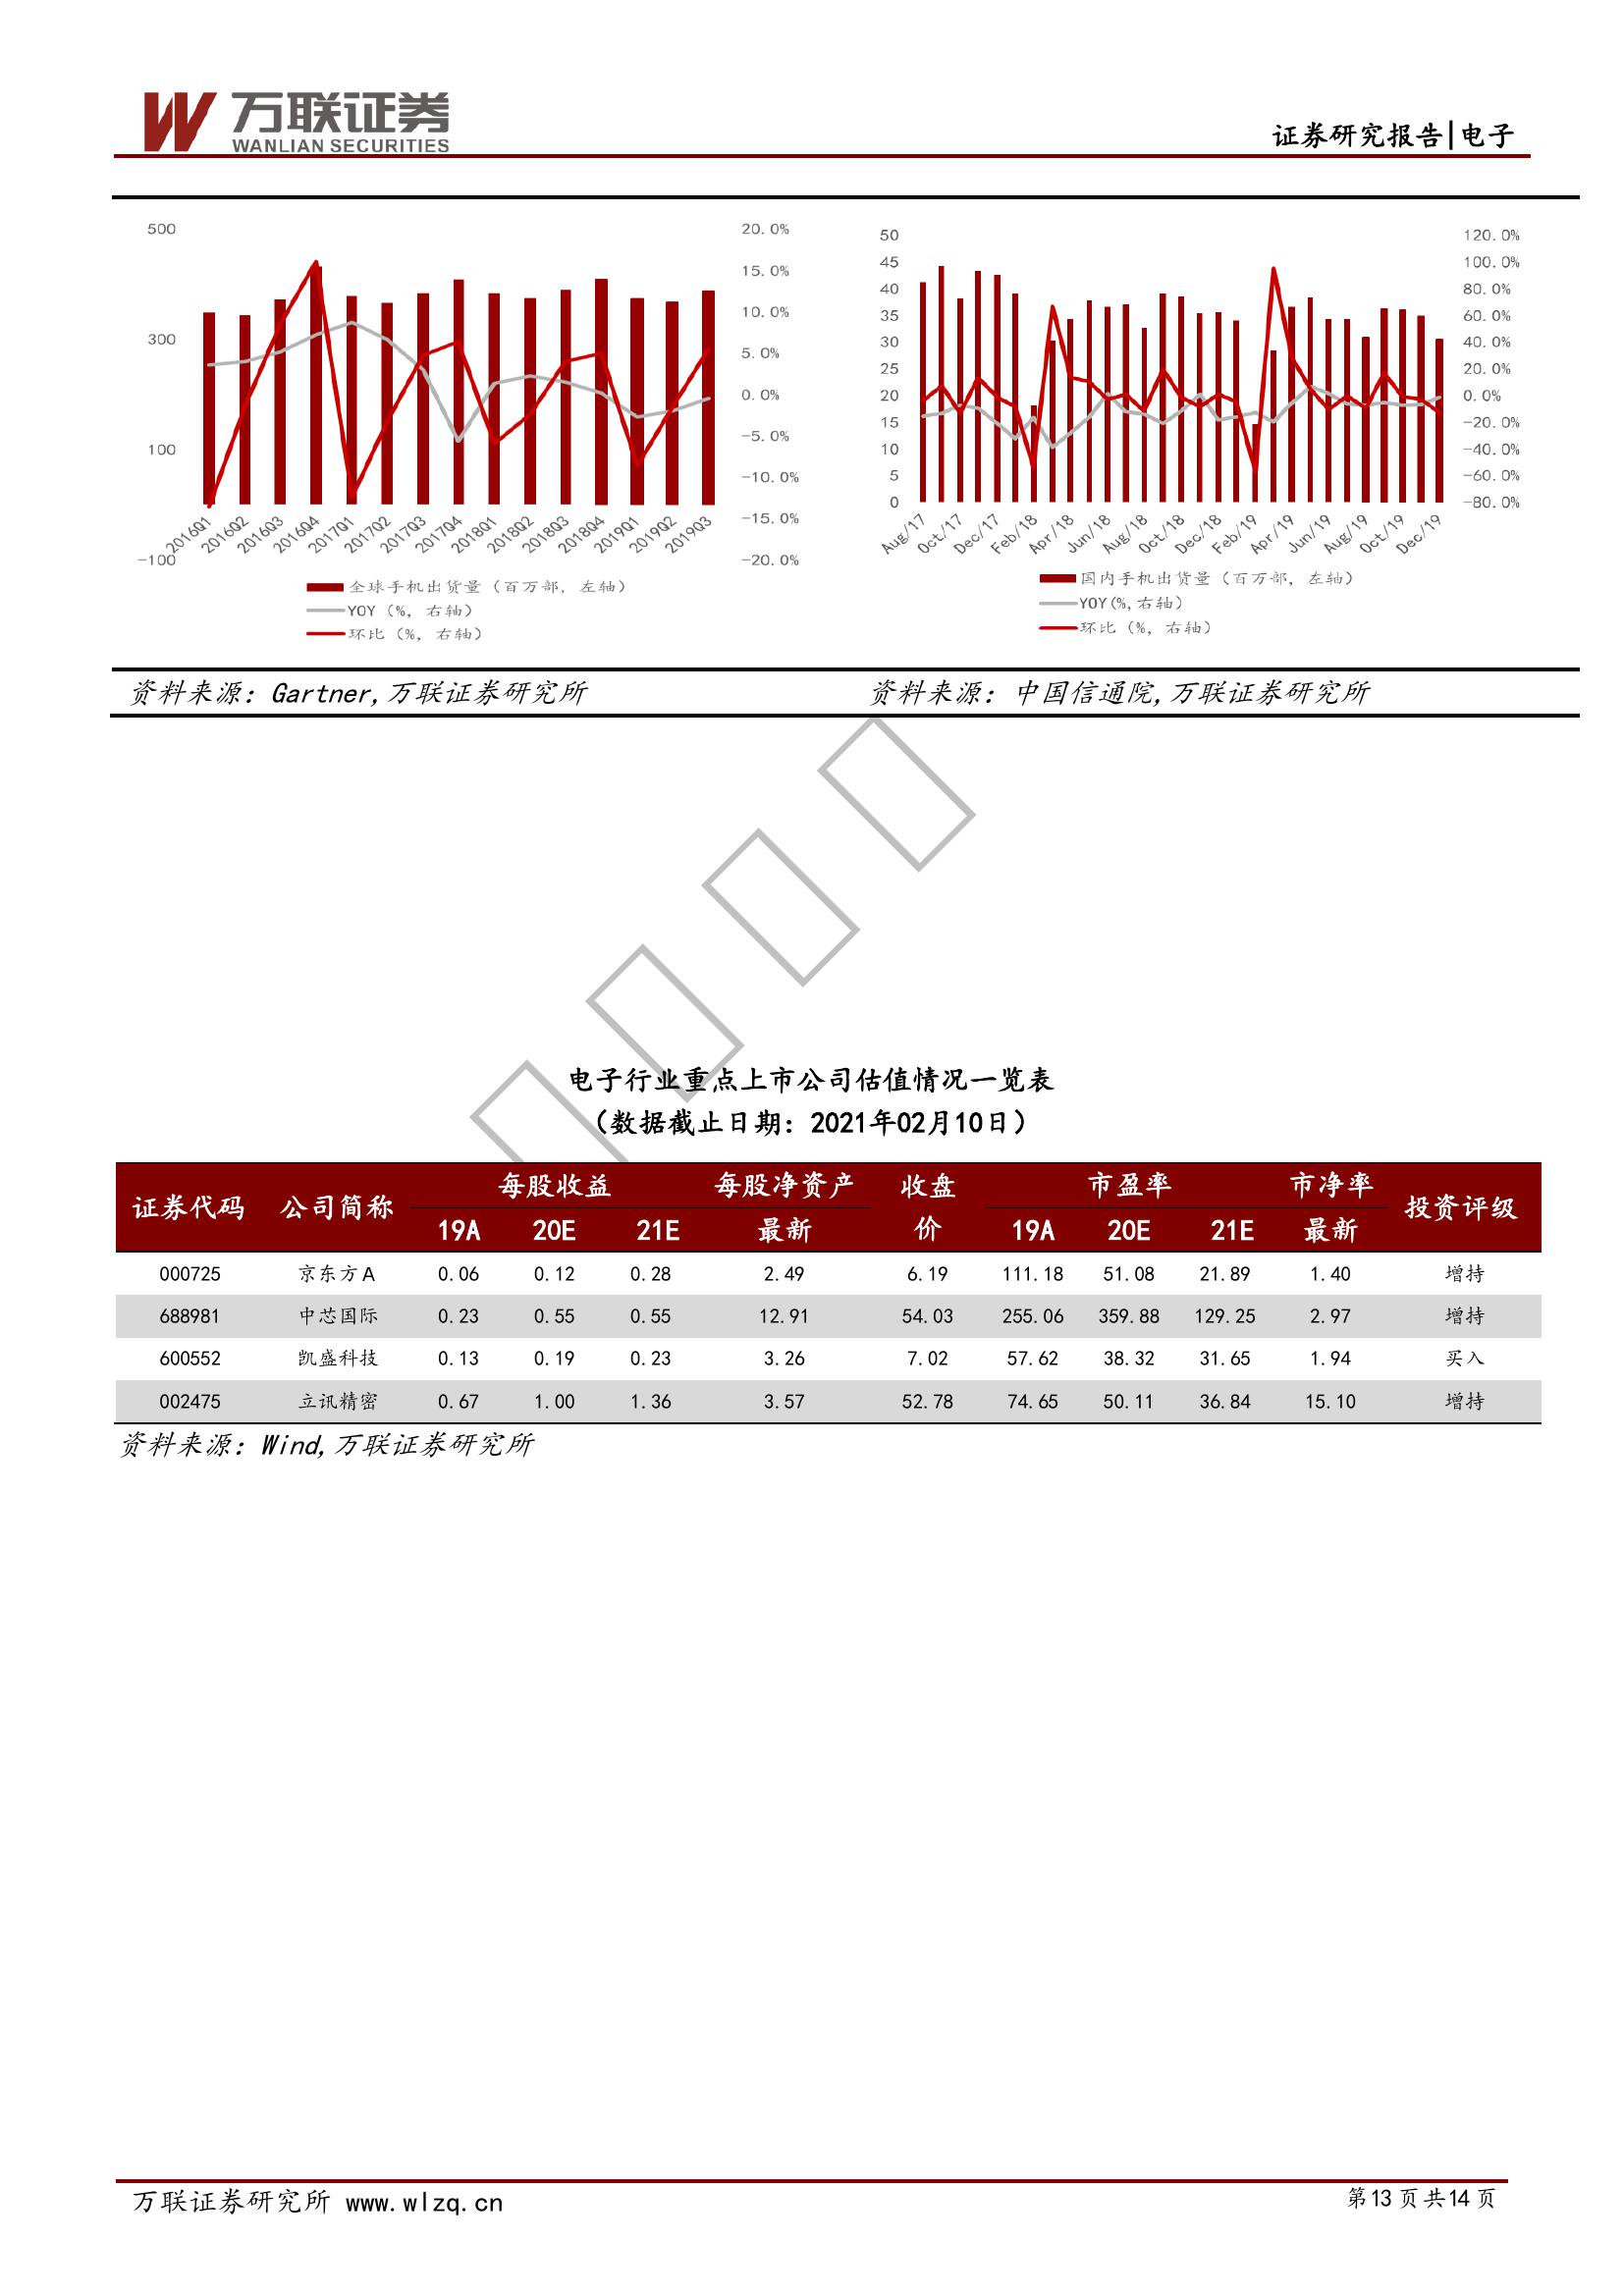 万联证券
WANLIAN SECURITIES
证券研究报告|电子
500
300
100
-100
20.0%
15.0%
10.0%
5.0%
0.0%
-5.0%
-10.0%
-15.0%
-20.0%
2016Q1 2016Q2 2016Q3 2016Q4 2017Q1 2017Q2 2017Q3 2017Q4 2018Q1 2018Q2 2018Q3 2018Q4 2019Q1 2019Q2 2019Q3
全球手机出货量（百万部，左轴）
YOY（%，右轴）
环比（%，右轴）
50
45
40
35
30
25
20
15
10
5
0
120.0%
100.0%
80.0%
60.0%
40.0%
20.0%
0.0%
-20.0%
-40.0%
-60.0%
-80.0%
Aug/17 Oct/17 Dec/17 Feb/18 Apr/18 Jun/18 Aug/18 Oct/18 Dec/18 Feb/19 Apr/19 Jun/19 Aug/19 Oct/19 Dec/19
国内手机出货量（百万部，左轴）
YOY(%,右轴）
环比（%，右轴）
资料来源：Gartner,万联证券研究所
资料来源：中国信通院,万联证券研究所
电子行业重点上市公司估值情况一览表
（数据截止日期：2021年02月10日）
证券代码 公司简称 每股收益 每股净资产 收盘价 市盈率 市净率 投资评级
19A 20E 21E 最新 19A 20E 21E 最新
000725 京东方A 0.06 0.12 0.28 2.49 6.19 111.18 51.08 21.89 1.40 增持
688981 中芯国际 0.23 0.55 0.55 12.91 54.03 255.06 359.88 129.25 2.97 增持
600552 凯盛科技 0.13 0.19 0.23 3.26 7.02 57.62 38.32 31.65 1.94 买入
002475 立讯精密 0.67 1.00 1.36 3.57 52.78 74.65 50.11 36.84 15.10 增持
资料来源：Wind,万联证券研究所
万联证券研究所 www.wlzq.cn
第13页共14页